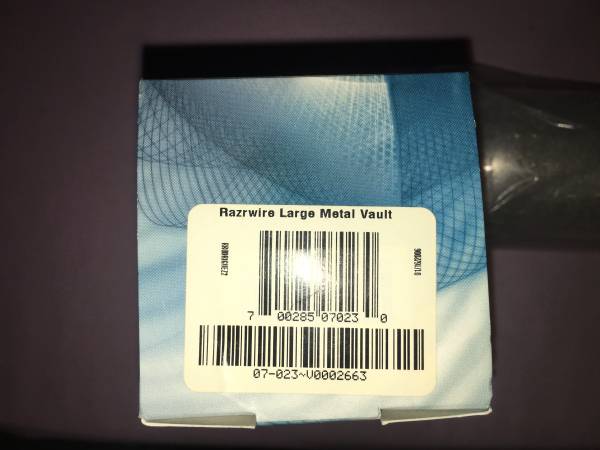 Razrwire Large Metal Vault
7 00285 07023 0
07-023~V0002663